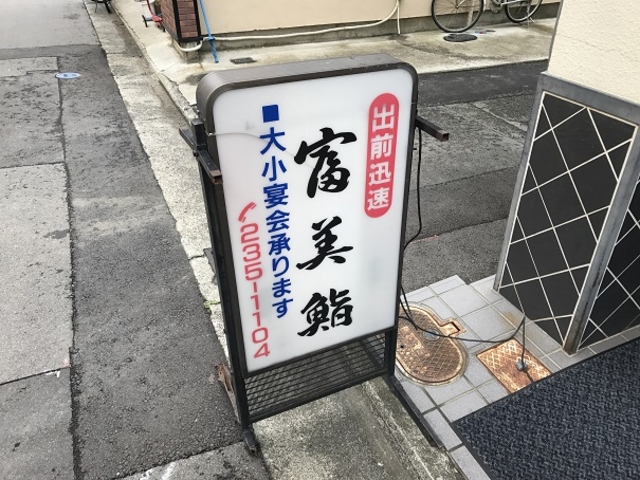 出前迅速
富美鮨
■大小宴会承ります
235-1104